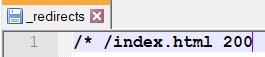 _redirects
1 /* /index.html 200